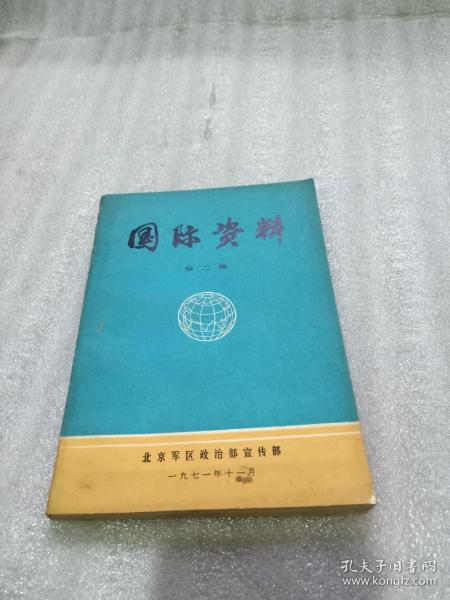 国际资料
第二辑
北京军区政治部宣传部
一九七一年十一月
孔夫子旧书网
www.kongfz.com